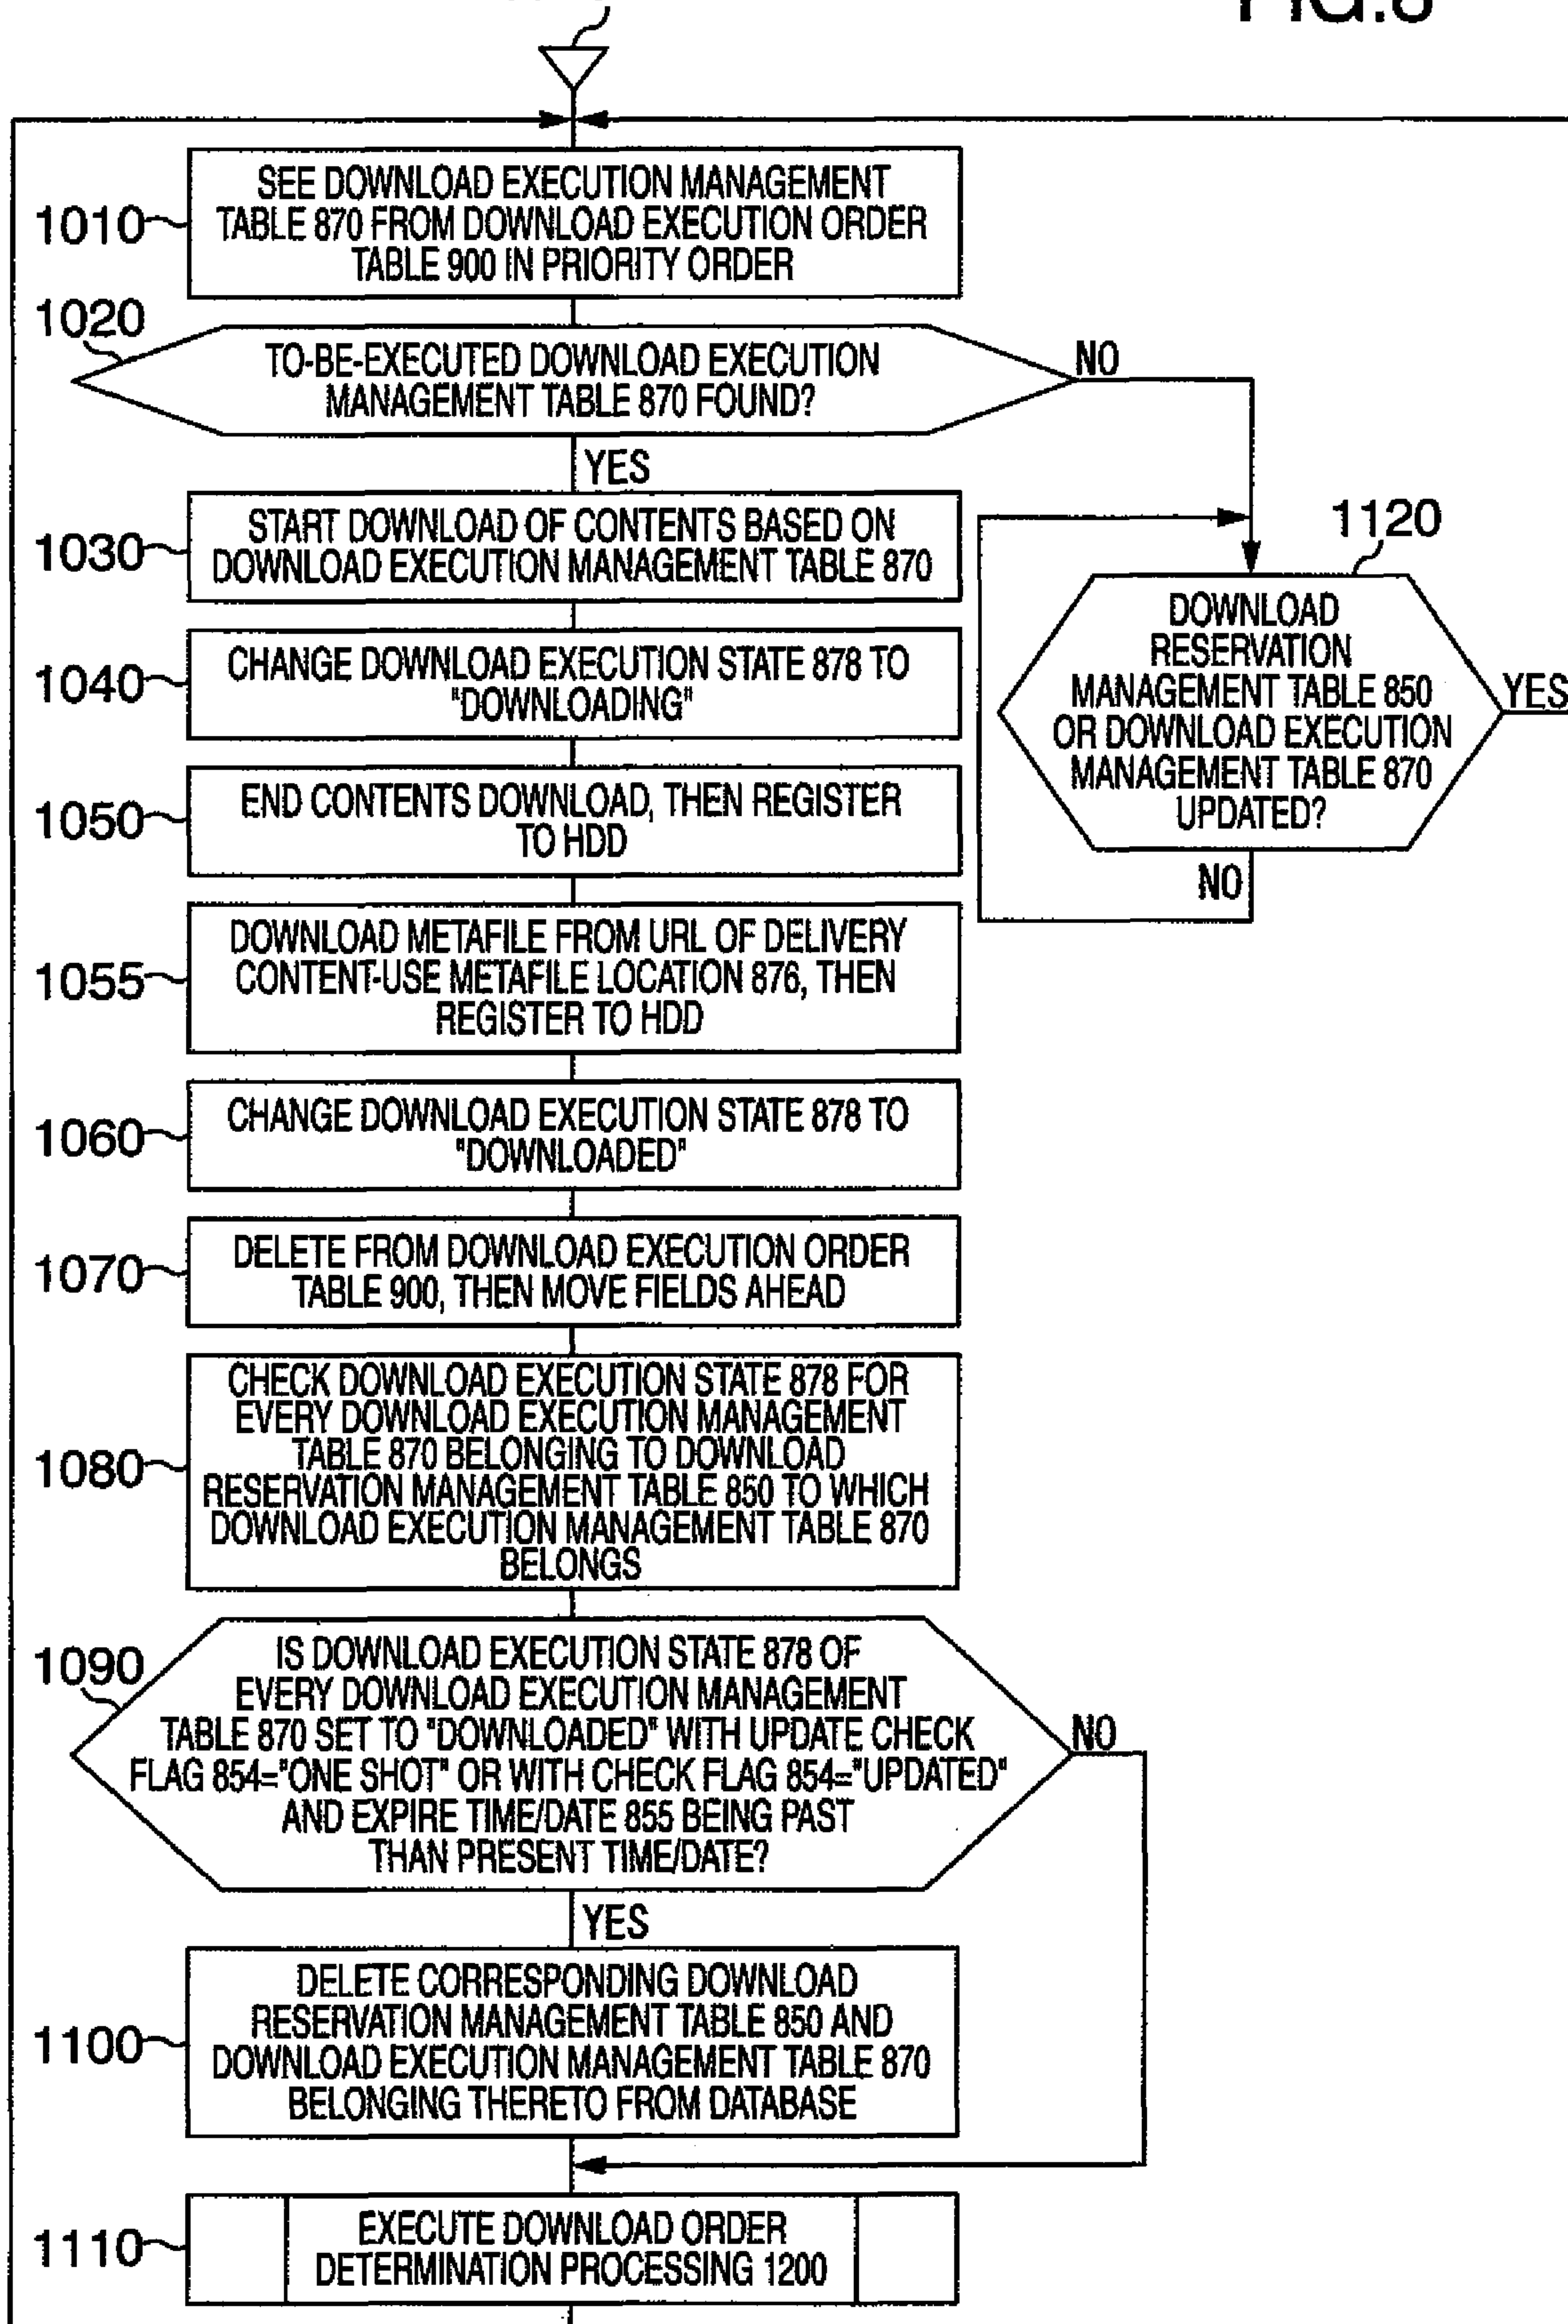 FIG.8
1010
SEE DOWNLOAD EXECUTION MANAGEMENT
TABLE 870 FROM DOWNLOAD EXECUTION ORDER
TABLE 900 IN PRIORITY ORDER
1020
TO-BE-EXECUTED DOWNLOAD EXECUTION
MANAGEMENT TABLE 870 FOUND?
NO
YES
1030
START DOWNLOAD OF CONTENTS BASED ON
DOWNLOAD EXECUTION MANAGEMENT TABLE 870
1120
DOWNLOAD
RESERVATION
MANAGEMENT TABLE 850
OR DOWNLOAD EXECUTION
MANAGEMENT TABLE 870
UPDATED?
YES
NO
1040
CHANGE DOWNLOAD EXECUTION STATE 878 TO
"DOWNLOADING"
1050
END CONTENTS DOWNLOAD, THEN REGISTER
TO HDD
1055
DOWNLOAD METAFILE FROM URL OF DELIVERY
CONTENT-USE METAFILE LOCATION 876, THEN
REGISTER TO HDD
1060
CHANGE DOWNLOAD EXECUTION STATE 878 TO
"DOWNLOADED"
1070
DELETE FROM DOWNLOAD EXECUTION ORDER
TABLE 900, THEN MOVE FIELDS AHEAD
1080
CHECK DOWNLOAD EXECUTION STATE 878 FOR
EVERY DOWNLOAD EXECUTION MANAGEMENT
TABLE 870 BELONGING TO DOWNLOAD
RESERVATION MANAGEMENT TABLE 850 TO WHICH
DOWNLOAD EXECUTION MANAGEMENT TABLE 870
BELONGS
1090
IS DOWNLOAD EXECUTION STATE 878 OF
EVERY DOWNLOAD EXECUTION MANAGEMENT
TABLE 870 SET TO "DOWNLOADED" WITH UPDATE CHECK
FLAG 854="ONE SHOT" OR WITH CHECK FLAG 854="UPDATED"
AND EXPIRE TIME/DATE 855 BEING PAST
THAN PRESENT TIME/DATE?
NO
YES
1100
DELETE CORRESPONDING DOWNLOAD
RESERVATION MANAGEMENT TABLE 850 AND
DOWNLOAD EXECUTION MANAGEMENT TABLE 870
BELONGING THERETO FROM DATABASE
1110
EXECUTE DOWNLOAD ORDER
DETERMINATION PROCESSING 1200